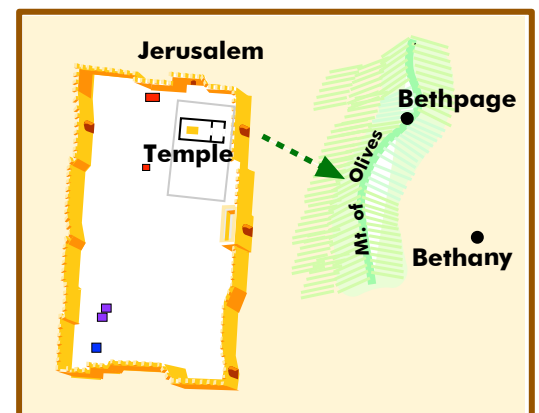 Jerusalem
Bethpage
Temple
Mt. of Olives
Bethany